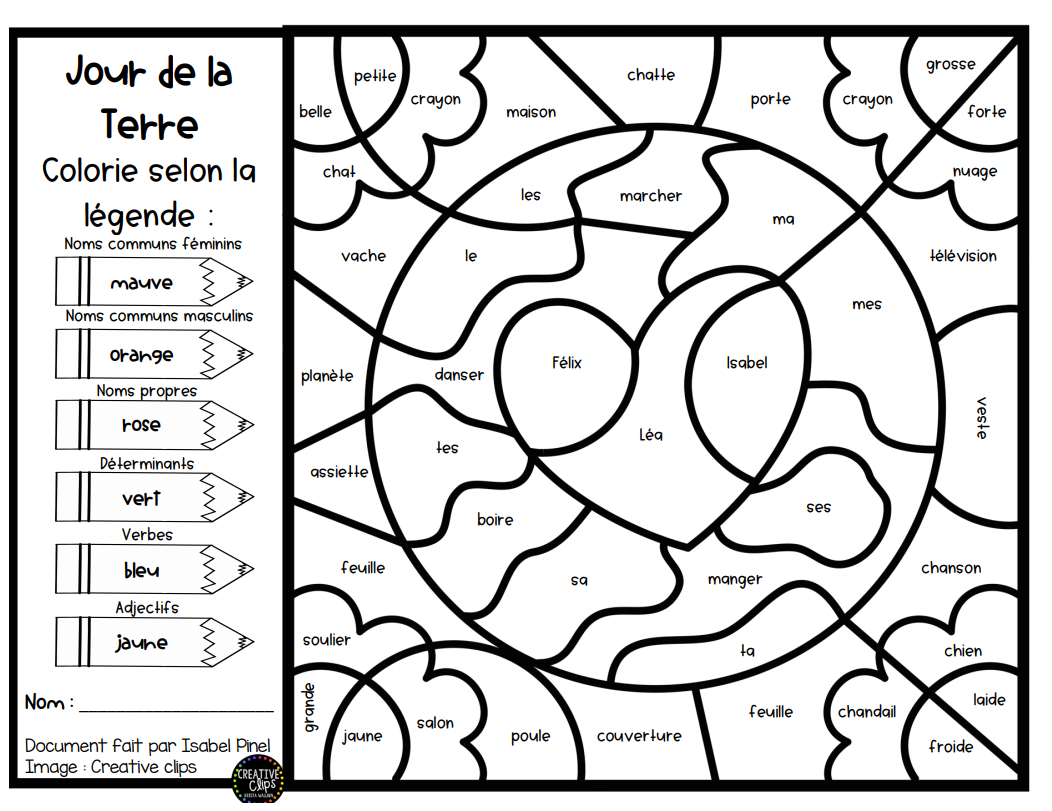 Jour de la
Terre
Colorie selon la
légende :
Noms communs féminins
mauve
Noms communs masculins
orange
Noms propres
rose
Déterminants
vert
Verbes
bleu
Adjectifs
jaune
Nom :
Document fait par Isabel Pinel
Image : Creative clips
CREATIVE
Clips
KRISTA WALLDEN
petite
belle
crayon
maison
chatte
porte
crayon
grosse
forte
chat
les
marcher
ma
nuage
vache
le
télévision
mes
planète
danser
Félix
Isabel
Léa
veste
tes
assiette
boire
ses
feuille
sa
manger
chanson
soulier
ta
chien
grande
jaune
salon
poule
couverture
feuille
chandail
laide
froide